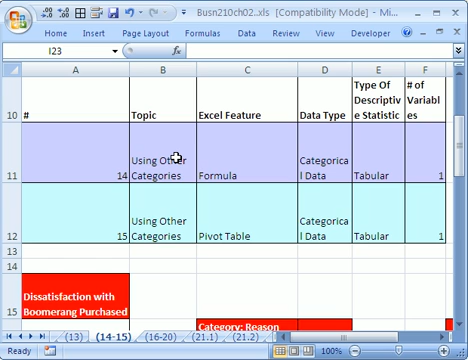 Busn210ch02..xls [Compatibility Mode] - Mi...
Home Insert Page Layout Formulas Data Review View Developer
I23 fx
A B C D E F
10 # Topic Excel Feature Data Type Type Of Descriptiv e Statistic # of Variabl es
11 14 Using Other Categories Formula Categorica l Data Tabular 1
12 15 Using Other Categories Pivot Table Categorica l Data Tabular 1
13
14
15 Dissatisfaction with Boomerang Purchased
Category: Reason
(13) (14-15) (16-20) (21.1) (21.2)
Ready 100%